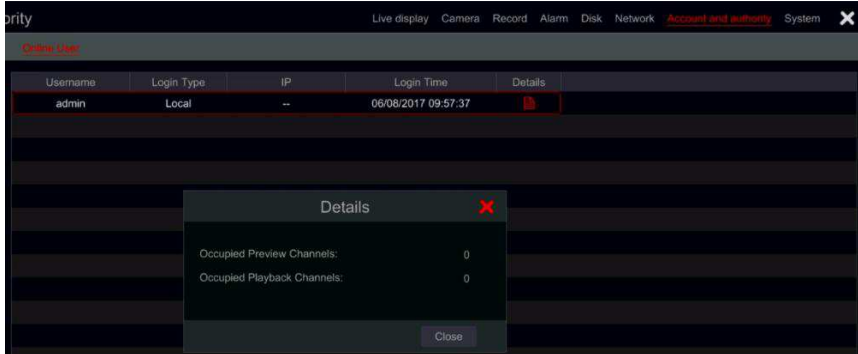 ority Live display Camera Record Alarm Disk Network Account and authority System
Online User
Username Login Type IP Login Time Details
admin Local -- 06/08/2017 09:57:37
Details
Occupied Preview Channels: 0
Occupied Playback Channels: 0
Close